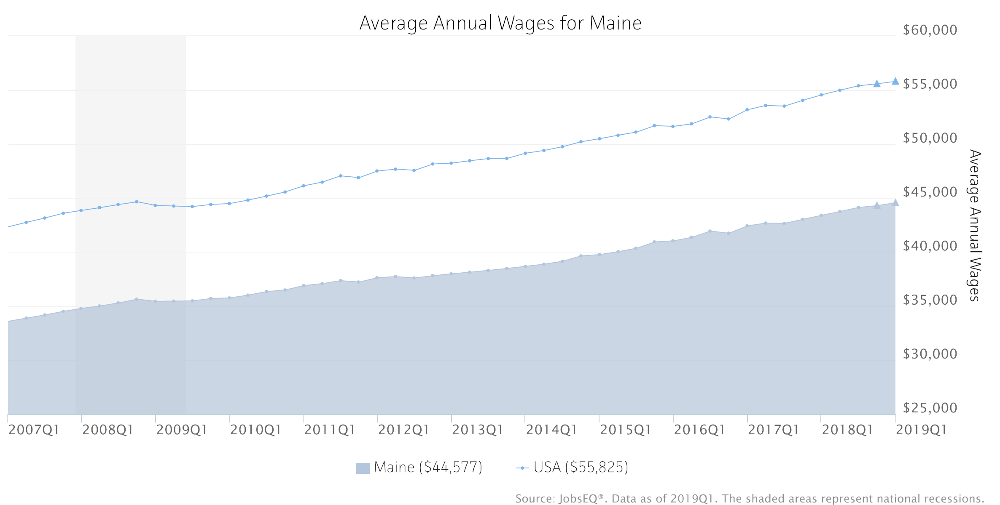 Average Annual Wages for Maine
$60,000
$55,000
$50,000
$45,000
$40,000
$35,000
$30,000
$25,000
Average Annual Wages
2007Q1 2008Q1 2009Q1 2010Q1 2011Q1 2012Q1 2013Q1 2014Q1 2015Q1 2016Q1 2017Q1 2018Q1 2019Q1
Maine ($44,577) USA ($55,825)
Source: JobsEQ®. Data as of 2019Q1. The shaded areas represent national recessions.